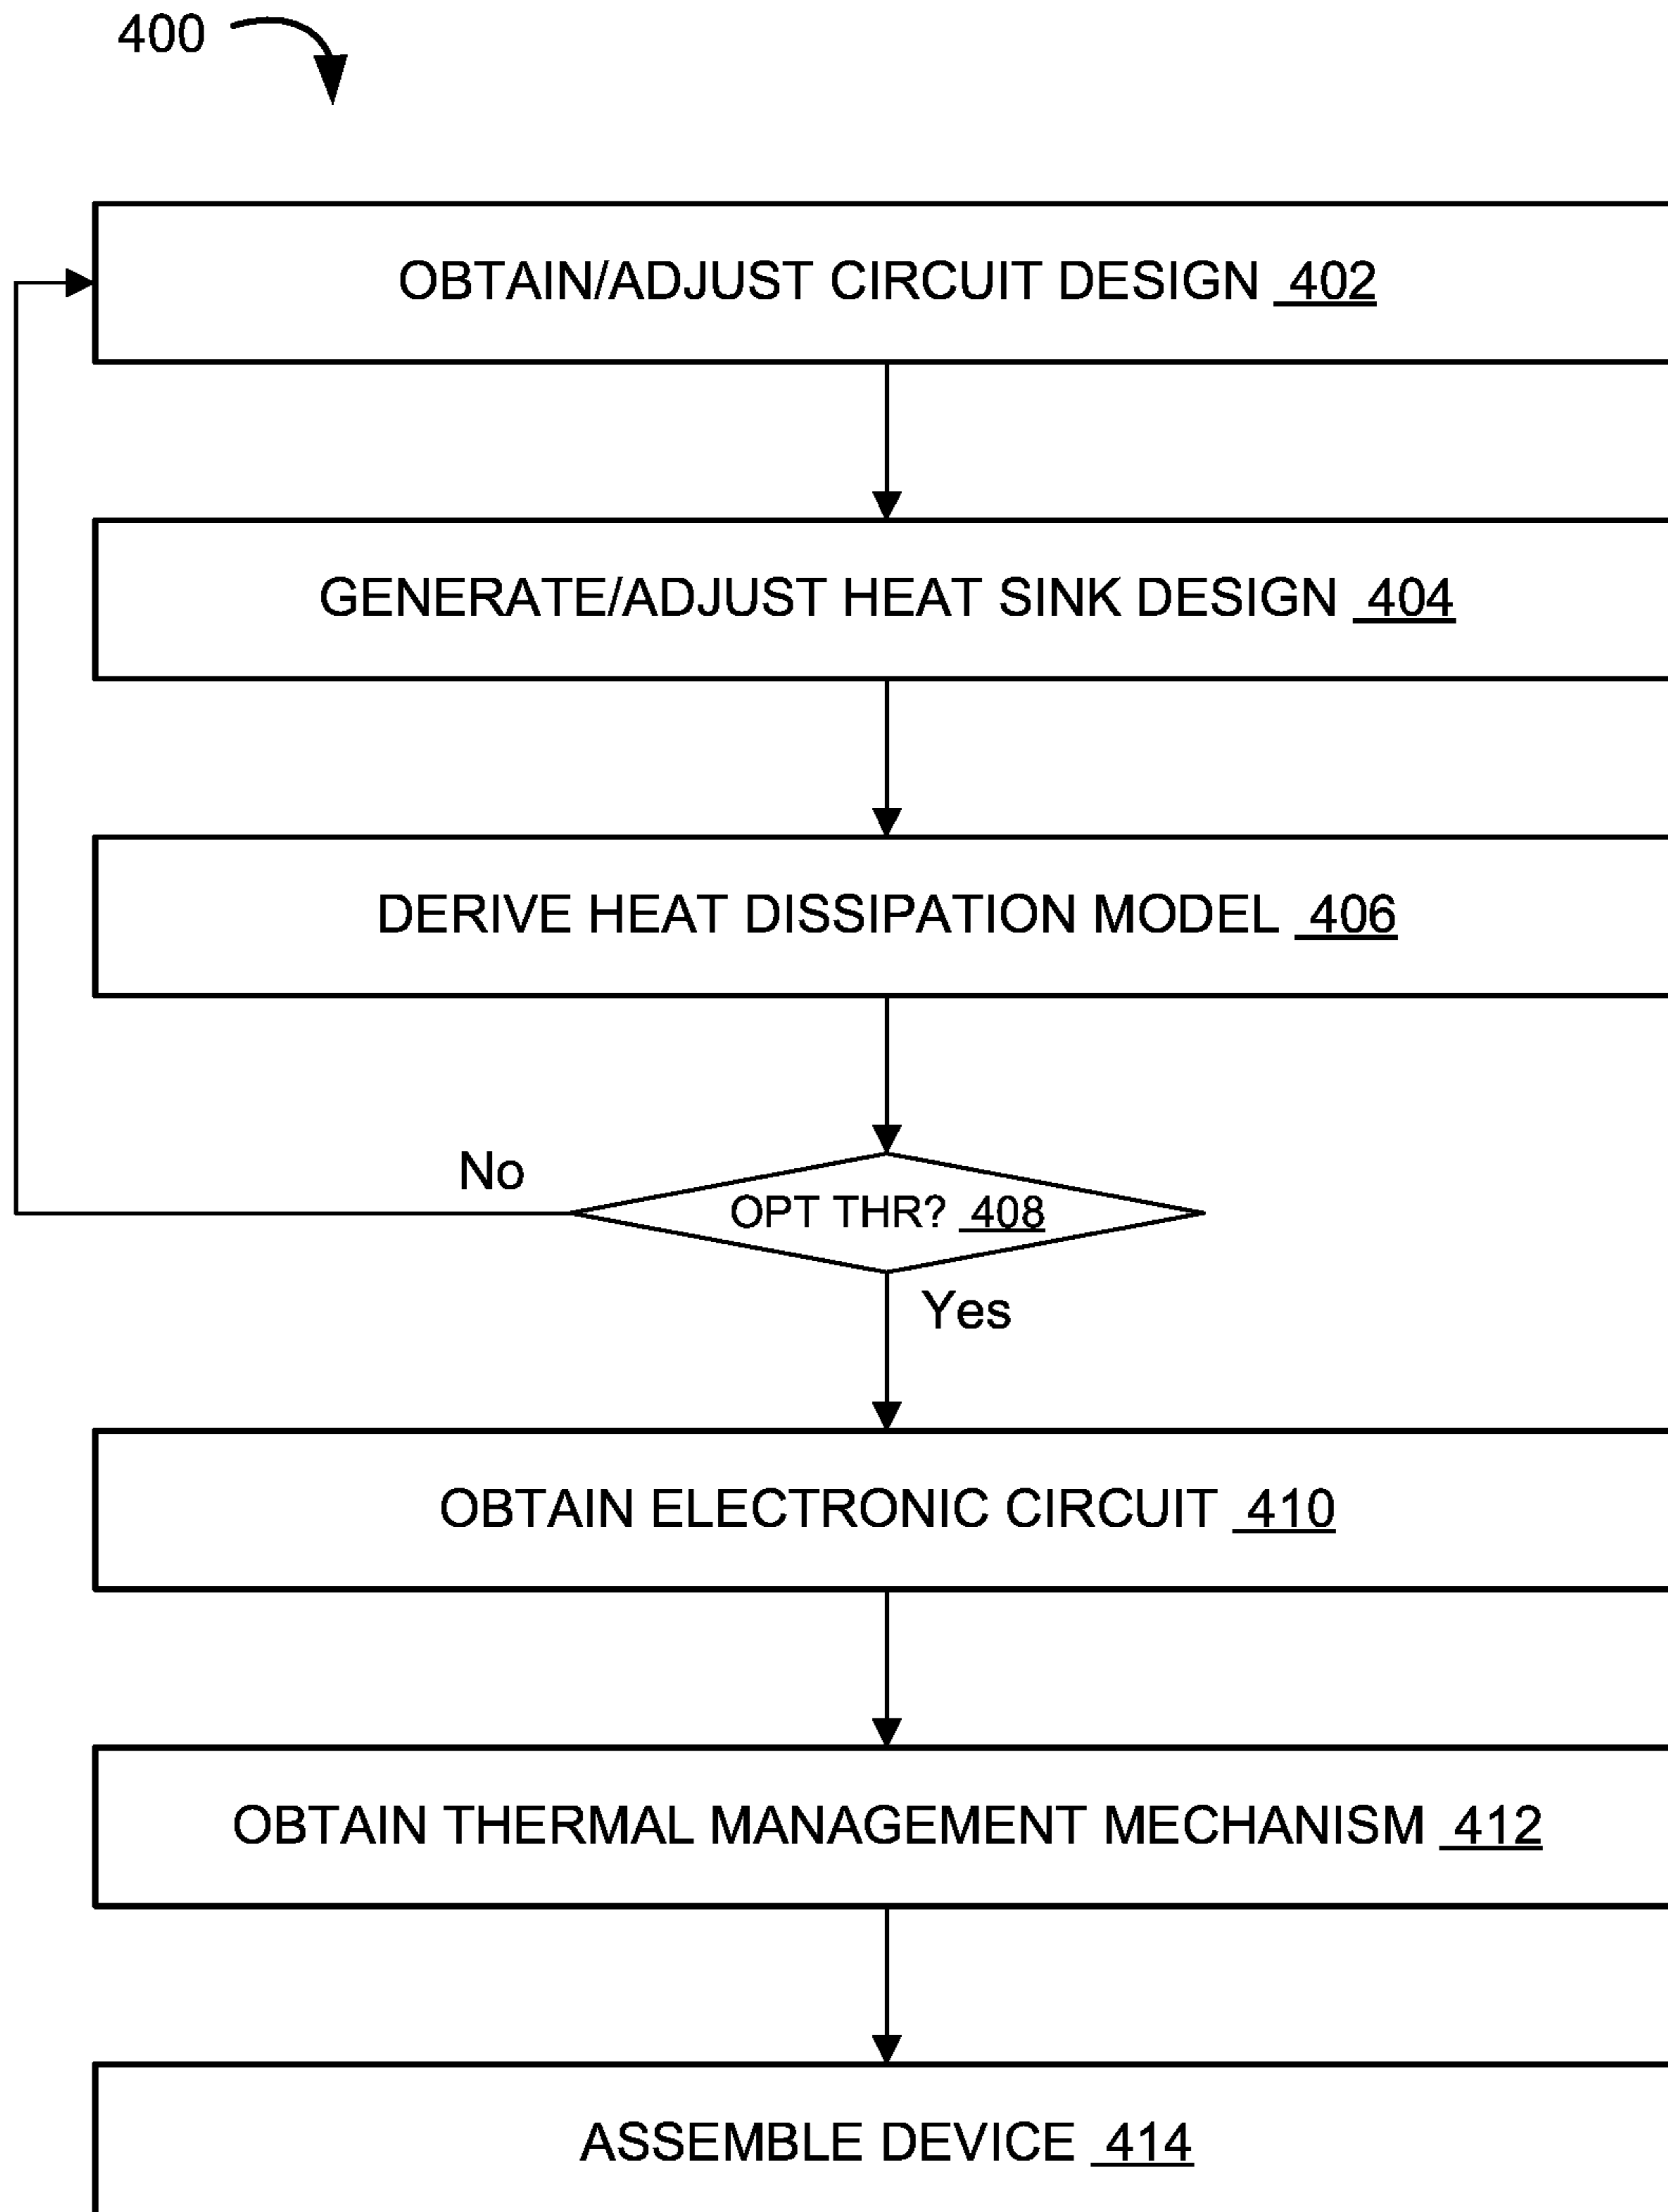 400
OBTAIN/ADJUST CIRCUIT DESIGN 402
GENERATE/ADJUST HEAT SINK DESIGN 404
DERIVE HEAT DISSIPATION MODEL 406
No
OPT THR? 408
Yes
OBTAIN ELECTRONIC CIRCUIT 410
OBTAIN THERMAL MANAGEMENT MECHANISM 412
ASSEMBLE DEVICE 414